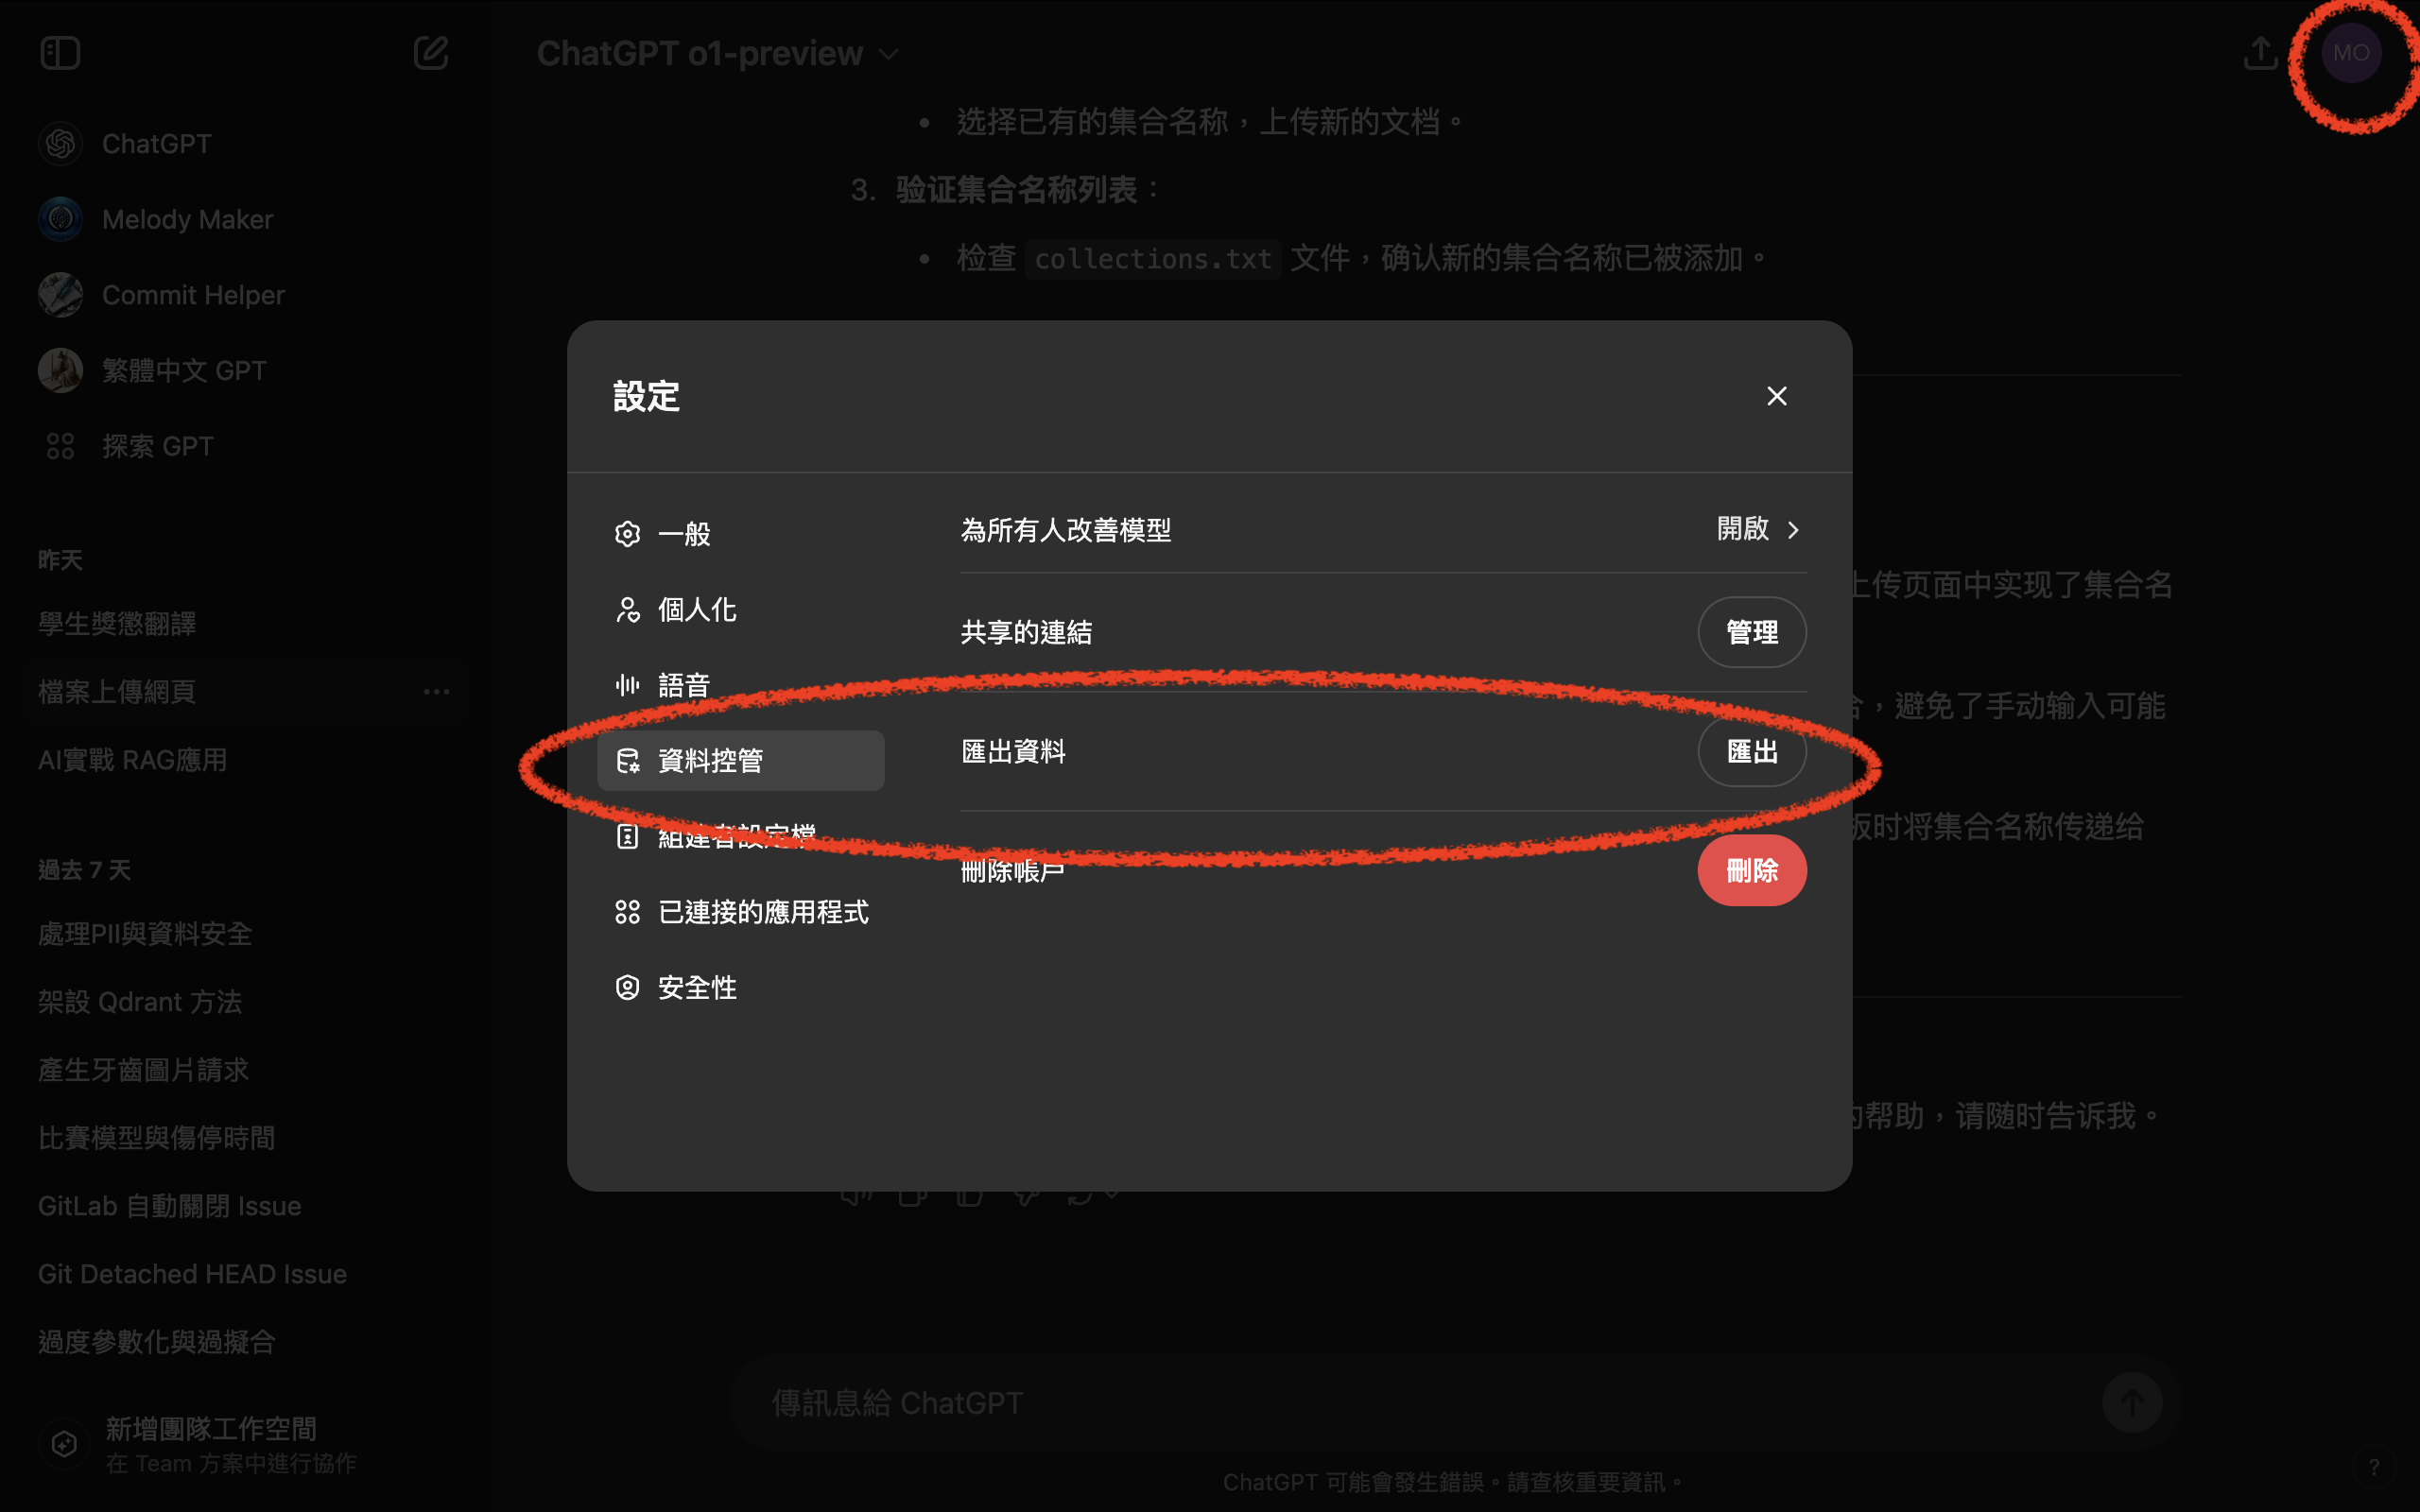 ChatGPT o1-preview
MO
ChatGPT
Melody Maker
Commit Helper
繁體中文 GPT
探索 GPT
昨天
學生獎懲翻譯
檔案上傳網頁
AI實戰 RAG應用
過去 7 天
處理PII與資料安全
架設 Qdrant 方法
產生牙齒圖片請求
比賽模型與傷停時間
GitLab 自動關閉 Issue
Git Detached HEAD Issue
過度參數化與過擬合
新增團隊工作空間
在 Team 方案中進行協作
• 选择已有的集合名称，上传新的文档。
3. 验证集合名称列表：
• 检查 collections.txt 文件，确认新的集合名称已被添加。
設定
一般
個人化
語音
資料控管
組建者設定檔
已連接的應用程式
安全性
為所有人改善模型 開啟
共享的連結 管理
匯出資料 匯出
刪除帳戶 刪除
上传页面中实现了集合名
，避免了手动输入可能
板时将集合名称传递给
的帮助，请随时告诉我。
傳訊息給 ChatGPT
ChatGPT 可能會發生錯誤。請查核重要資訊。
?